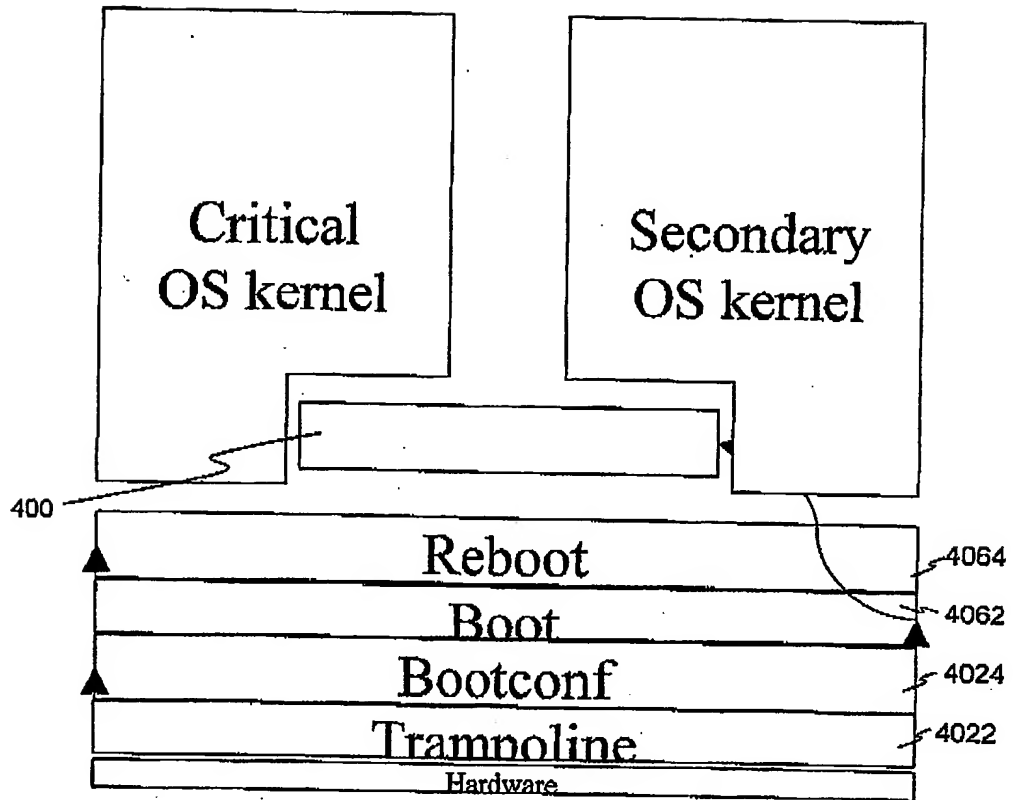 Critical
OS kernel
Secondary
OS kernel
400
Reboot
4064
Boot
4062
Bootconf
4024
Trampoline
4022
Hardware